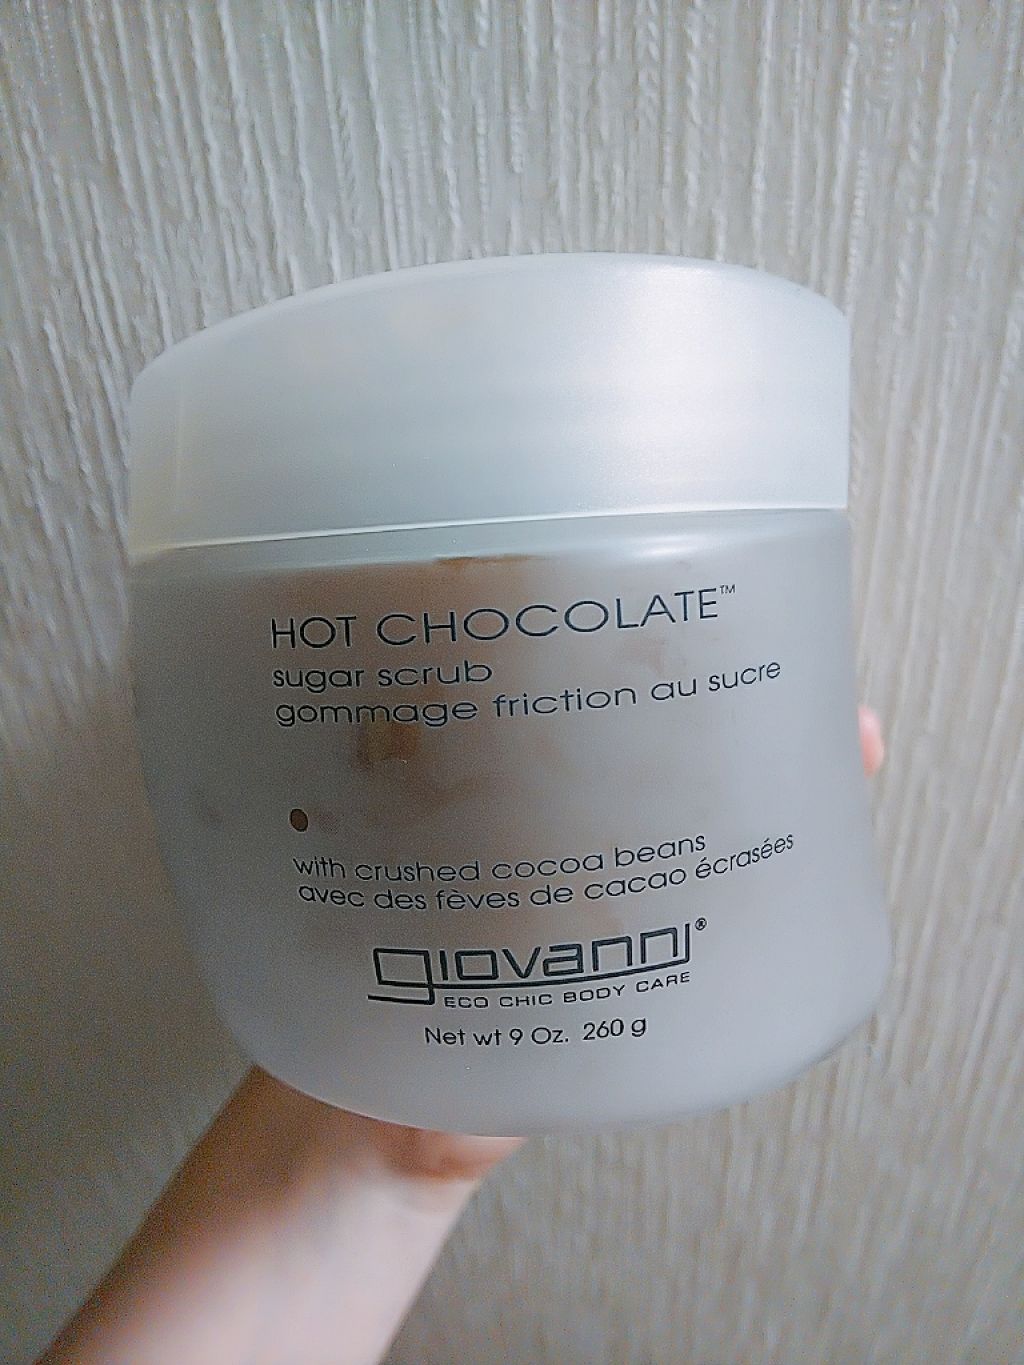 HOT CHOCOLATE™
sugar scrub
gommage friction au sucre
with crushed cocoa beans
avec des fèves de cacao écrasées
giovanni®
ECO CHIC BODY CARE
Net wt 9 Oz. 260 g